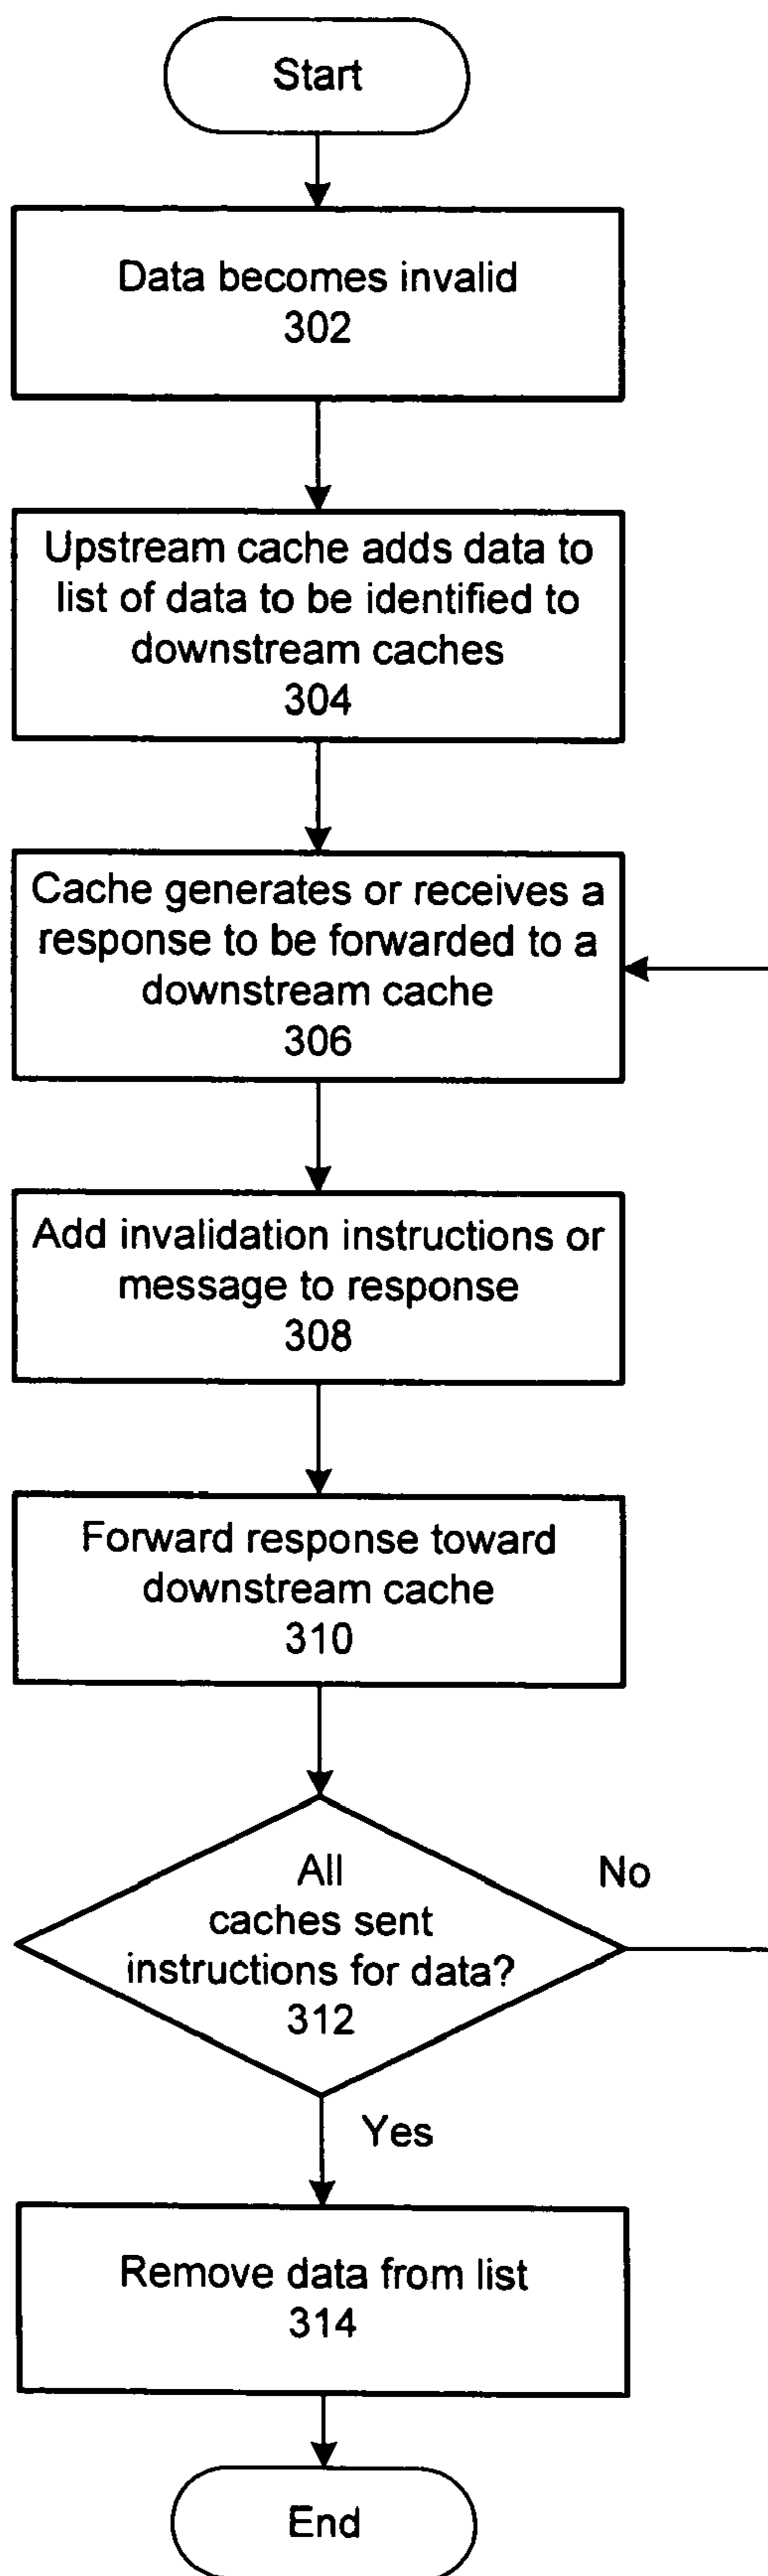 Start
Data becomes invalid
302
Upstream cache adds data to
list of data to be identified to
downstream caches
304
Cache generates or receives a
response to be forwarded to a
downstream cache
306
Add invalidation instructions or
message to response
308
Forward response toward
downstream cache
310
All
caches sent
instructions for data?
312
No
Yes
Remove data from list
314
End